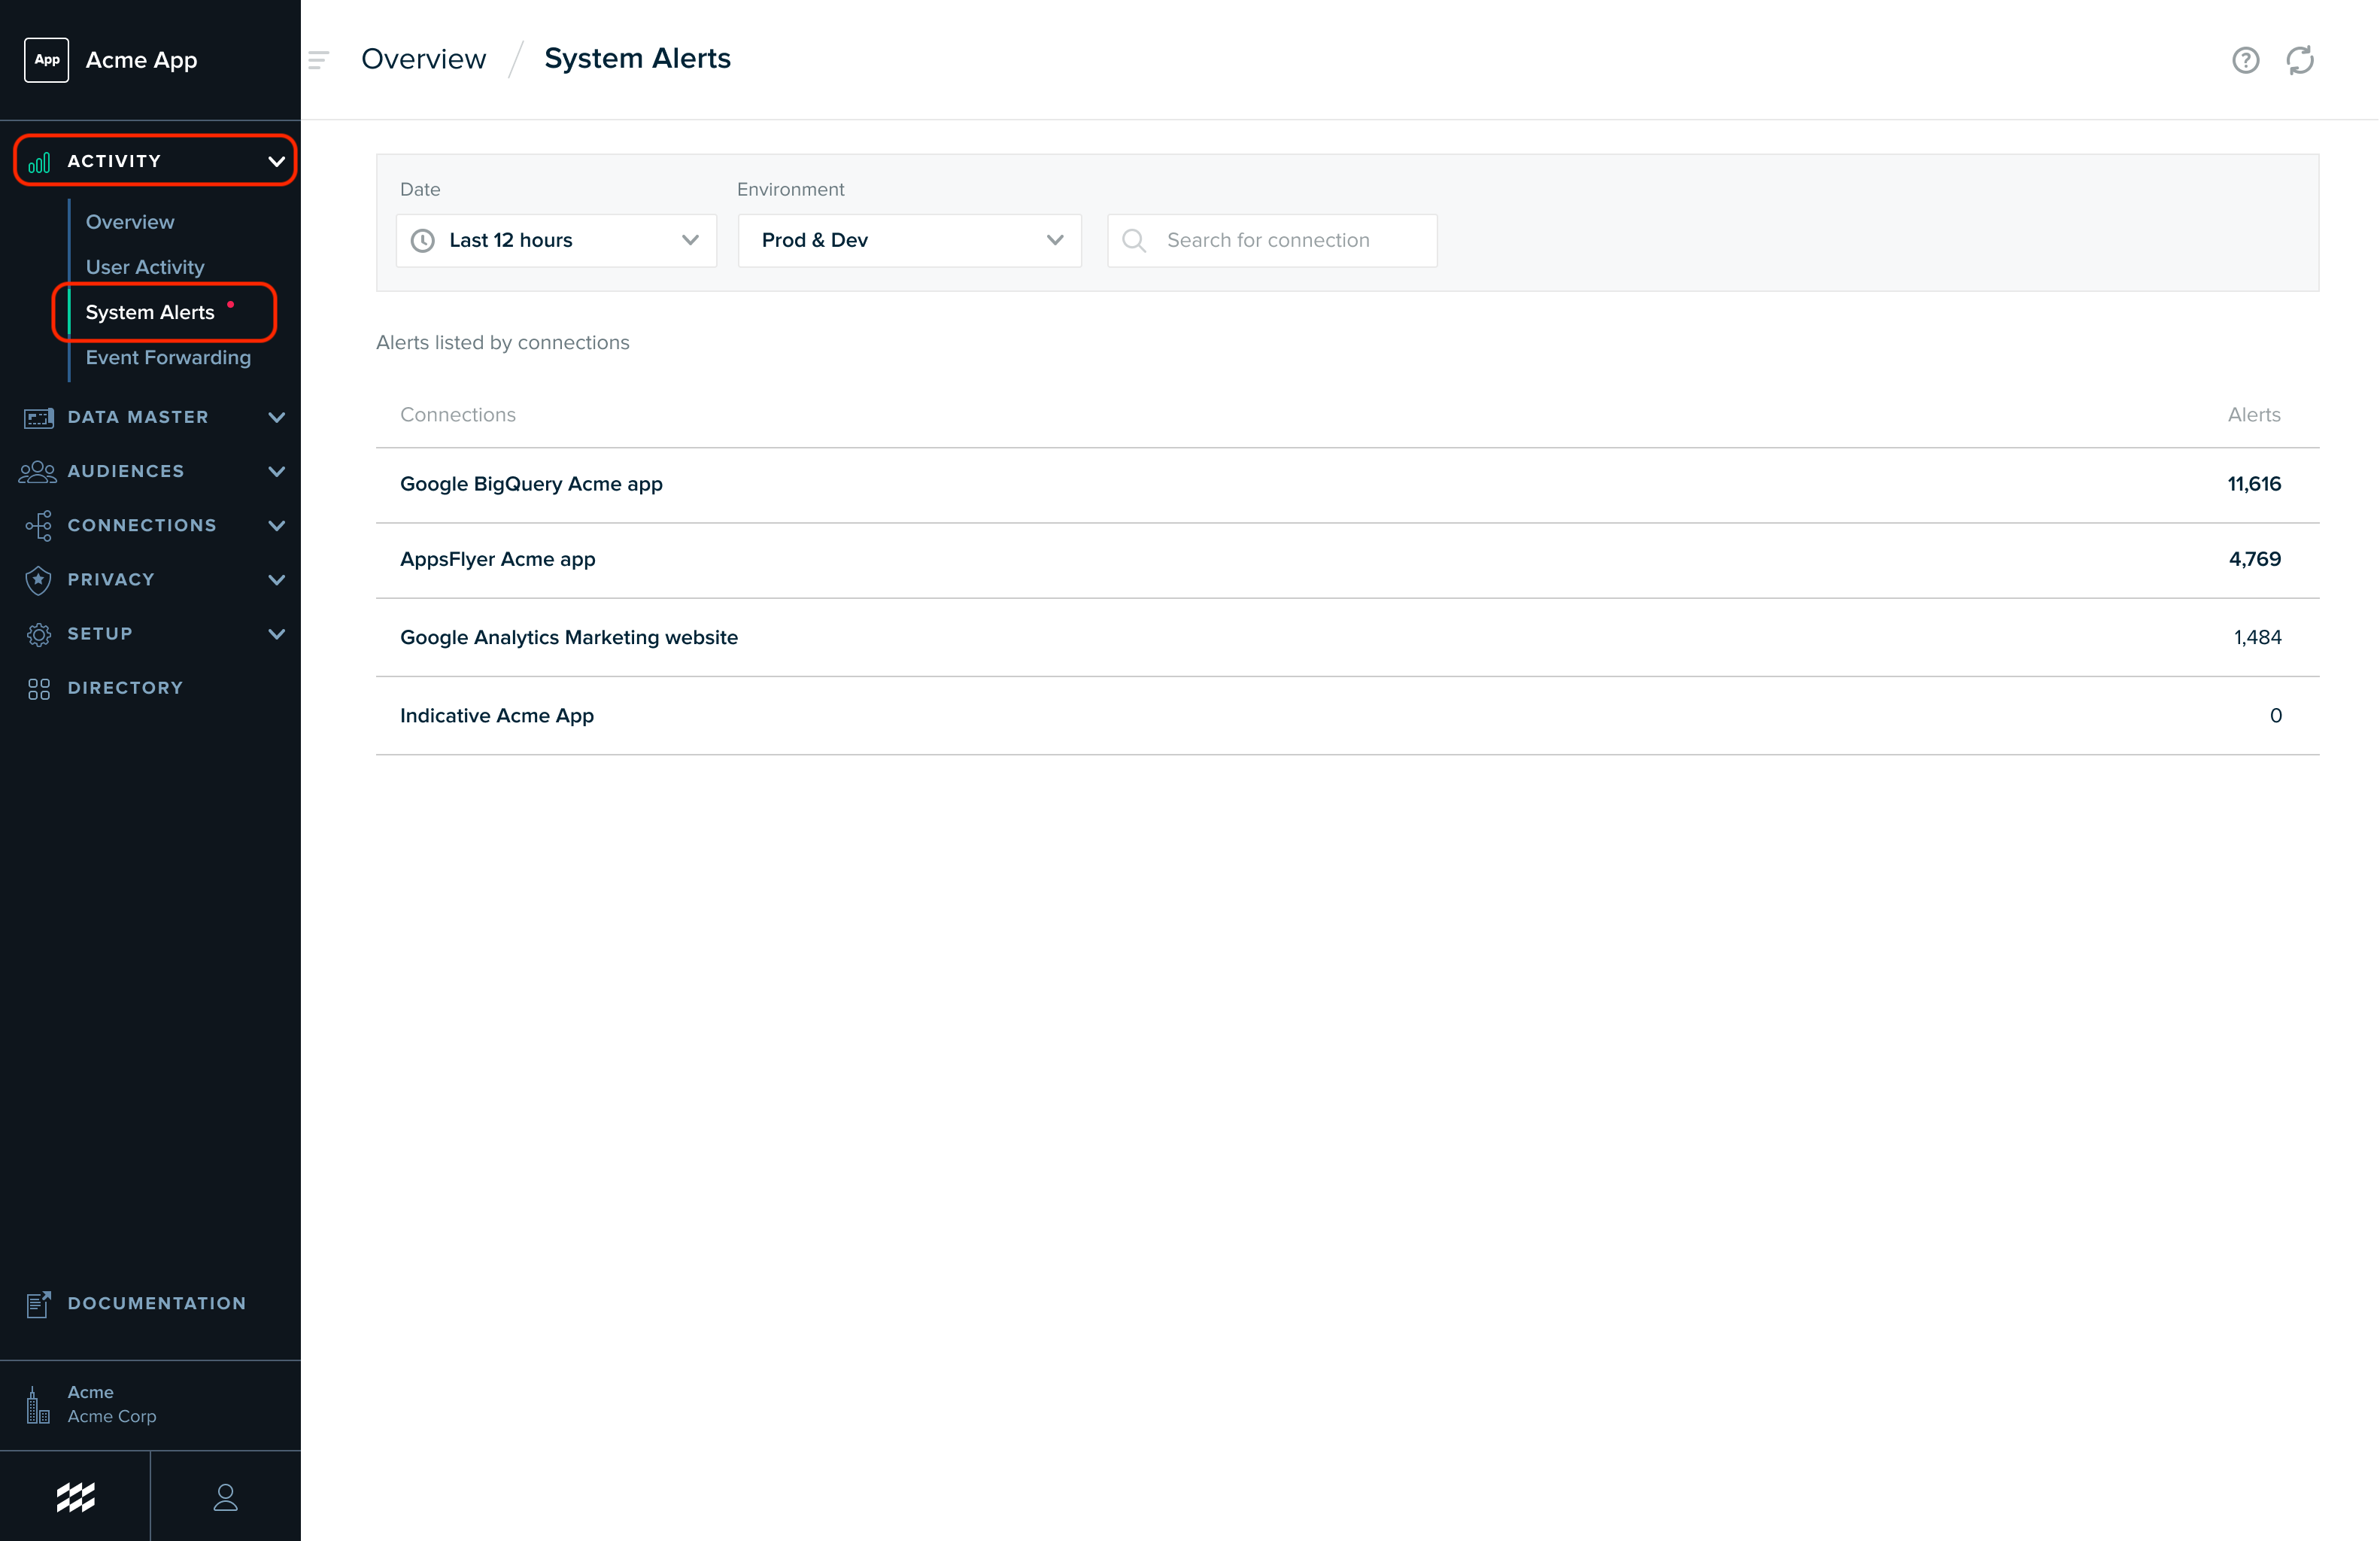 App
Acme App
ACTIVITY
Overview
User Activity
System Alerts
Event Forwarding
DATA MASTER
AUDIENCES
CONNECTIONS
PRIVACY
SETUP
DIRECTORY
DOCUMENTATION
Acme
Acme Corp
Overview / System Alerts
?
Date
Environment
Last 12 hours
Prod & Dev
Search for connection
Alerts listed by connections
Connections
Alerts
Google BigQuery Acme app
11,616
AppsFlyer Acme app
4,769
Google Analytics Marketing website
1,484
Indicative Acme App
0